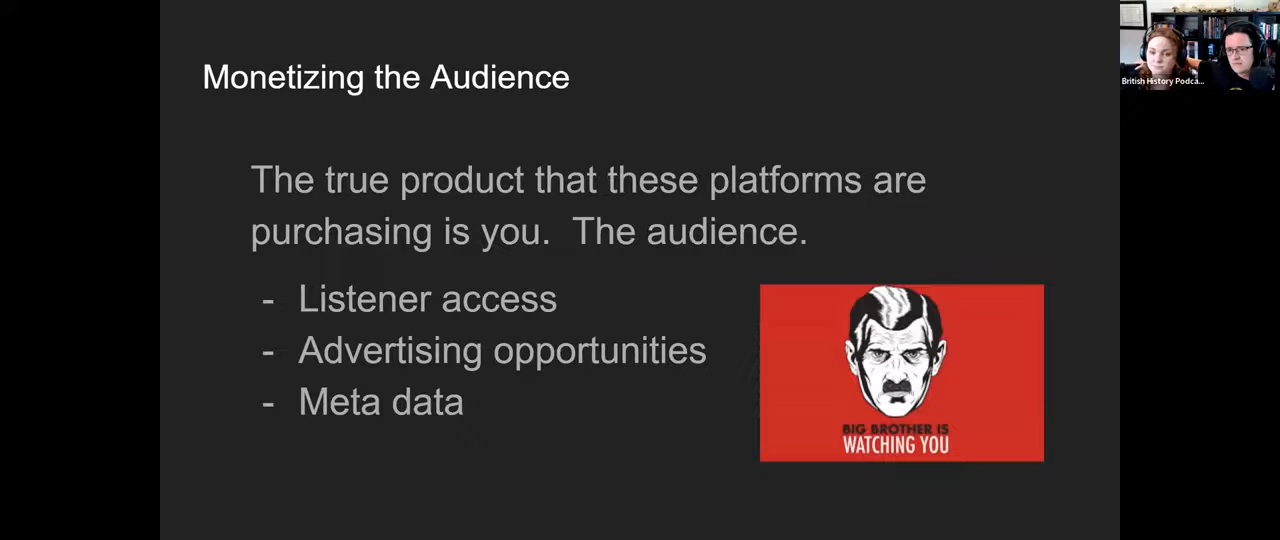 Monetizing the Audience
British History Podca...
The true product that these platforms are
purchasing is you.  The audience.
- Listener access
- Advertising opportunities
- Meta data
BIG BROTHER IS
WATCHING YOU